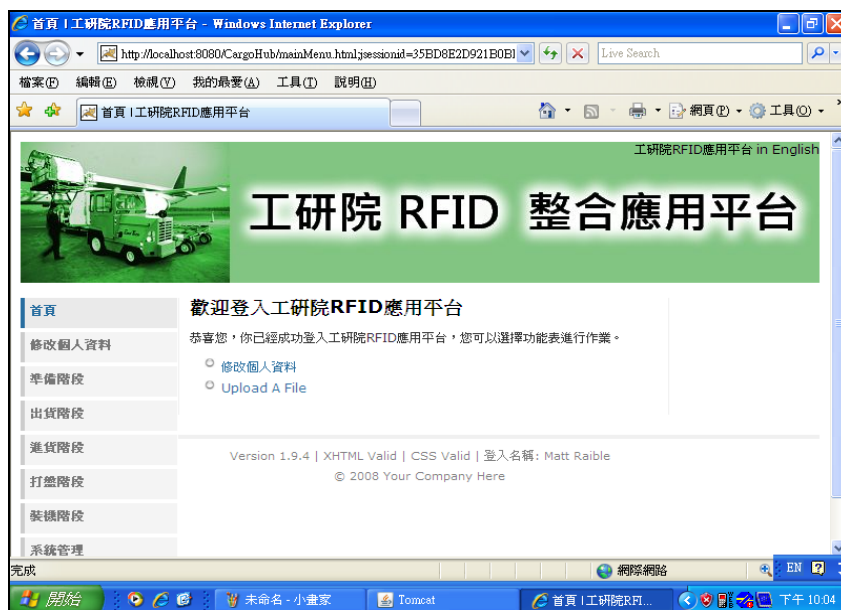 首頁 | 工研院RFID應用平台 - Windows Internet Explorer
http://localhost:8080/CargoHub/mainMenu.html;jsessionid=35BD8E2D921B0B
Live Search
檔案(F) 編輯(E) 檢視(V) 我的最愛(A) 工具(T) 說明(H)
首頁 | 工研院RFID應用平台
網頁(P) 工具(O)
工研院RFID應用平台 in English
工研院 RFID 整合應用平台
首頁
修改個人資料
準備階段
出貨階段
進貨階段
打盤階段
裝機階段
系統管理
歡迎登入工研院RFID應用平台
恭喜您，你已經成功登入工研院RFID應用平台，您可以選擇功能表進行作業。
修改個人資料
Upload A File
Version 1.9.4 | XHTML Valid | CSS Valid | 登入名稱: Matt Raible
© 2008 Your Company Here
完成
網際網路
EN
開始
未命名 - 小畫家
Tomcat
首頁 | 工研院RFI...
下午 10:04